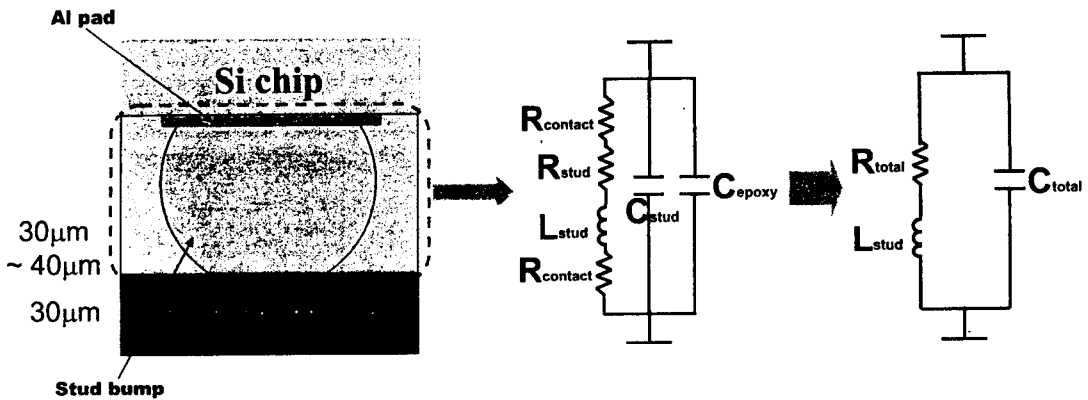 Al pad
Si chip
30μm
~ 40μm
30μm
Stud bump
Rcontact
Rstud
Lstud
Rcontact
Cstud
Cepoxy
Rtotal
Lstud
Ctotal